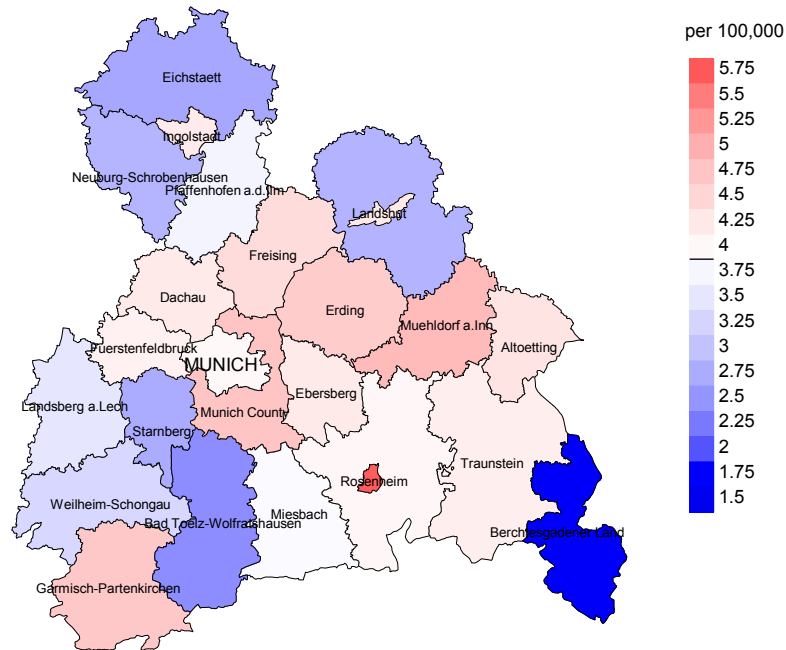 per 100,000
5.75
5.5
5.25
5
4.75
4.5
4.25
4
3.75
3.5
3.25
3
2.75
2.5
2.25
2
1.75
1.5
Eichstaett
Ingolstadt
Neuburg-Schrobenhausen
Pfaffenhofen a.d.Ilm
Landshut
Freising
Dachau
Erding
Muehldorf a.Inn
Altoetting
Fuerstenfeldbruck
MUNICH
Ebersberg
Landsberg a.Lech
Munich County
Starnberg
Traunstein
Rosenheim
Weilheim-Schongau
Miesbach
Bad Toelz-Wolfratshausen
Berchtesgadener Land
Garmisch-Partenkirchen